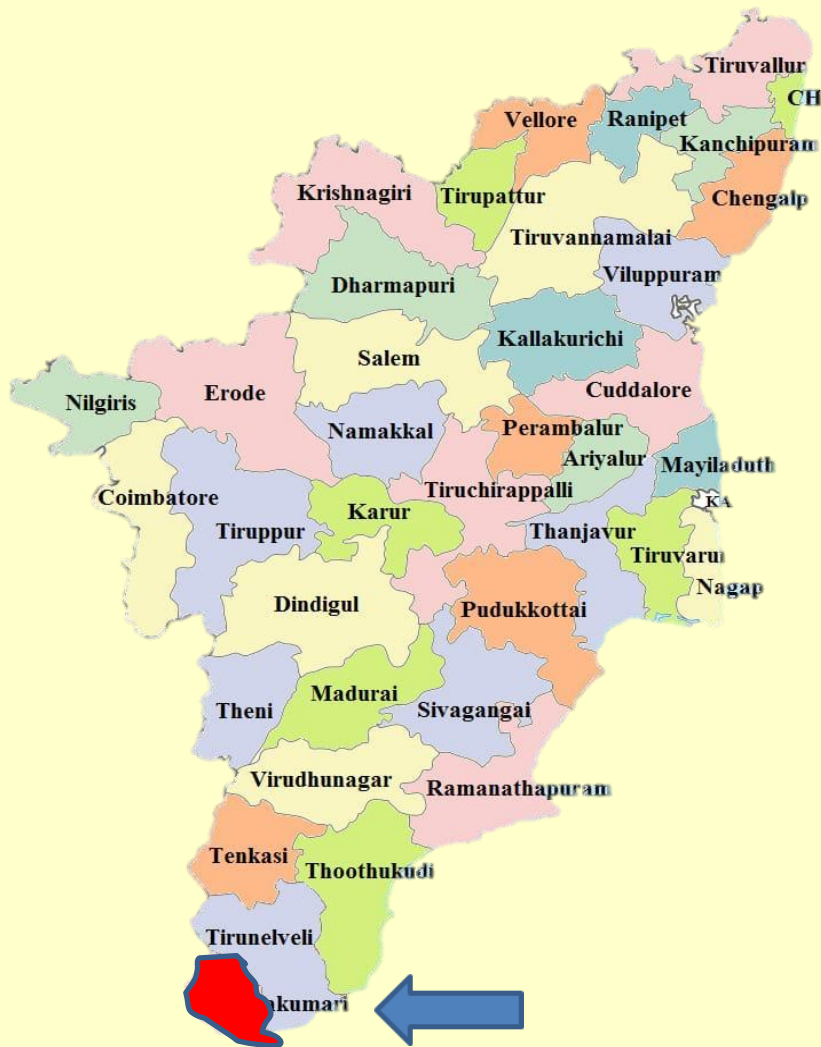 Tiruvallur
CH
Vellore
Ranipet
Kanchipuram
Krishnagiri
Tirupattur
Chengalp
Tiruvannamalai
Viluppuram
Dharmapuri
Kallakurichi
Salem
Cuddalore
Erode
Nilgiris
Namakkal
Perambalur
Ariyalur
Mayiladuth
Tiruchirappalli
Coimbatore
Karur
KA
Tiruppur
Thanjavur
Tiruvaru
Nagap
Dindigul
Pudukkottai
Madurai
Theni
Sivagangai
Virudhunagar
Ramanathapuram
Tenkasi
Thoothukudi
Tirunelveli
akumari